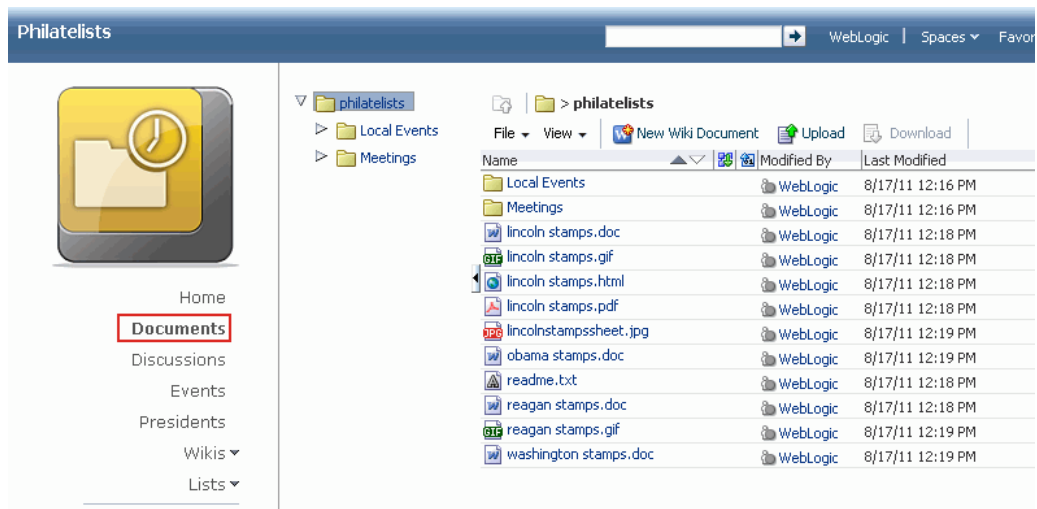 Philatelists
WebLogic | Spaces Favor
Home
Documents
Discussions
Events
Presidents
Wikis
Lists
philatelists
Local Events
Meetings
> philatelists
File View New Wiki Document Upload Download
Name Modified By Last Modified
Local Events WebLogic 8/17/11 12:16 PM
Meetings WebLogic 8/17/11 12:16 PM
lincoln stamps.doc WebLogic 8/17/11 12:18 PM
GIF lincoln stamps.gif WebLogic 8/17/11 12:18 PM
lincoln stamps.html WebLogic 8/17/11 12:18 PM
lincoln stamps.pdf WebLogic 8/17/11 12:18 PM
JPG lincolnstampssheet.jpg WebLogic 8/17/11 12:19 PM
obama stamps.doc WebLogic 8/17/11 12:19 PM
readme.txt WebLogic 8/17/11 12:18 PM
reagan stamps.doc WebLogic 8/17/11 12:18 PM
GIF reagan stamps.gif WebLogic 8/17/11 12:19 PM
washington stamps.doc WebLogic 8/17/11 12:19 PM